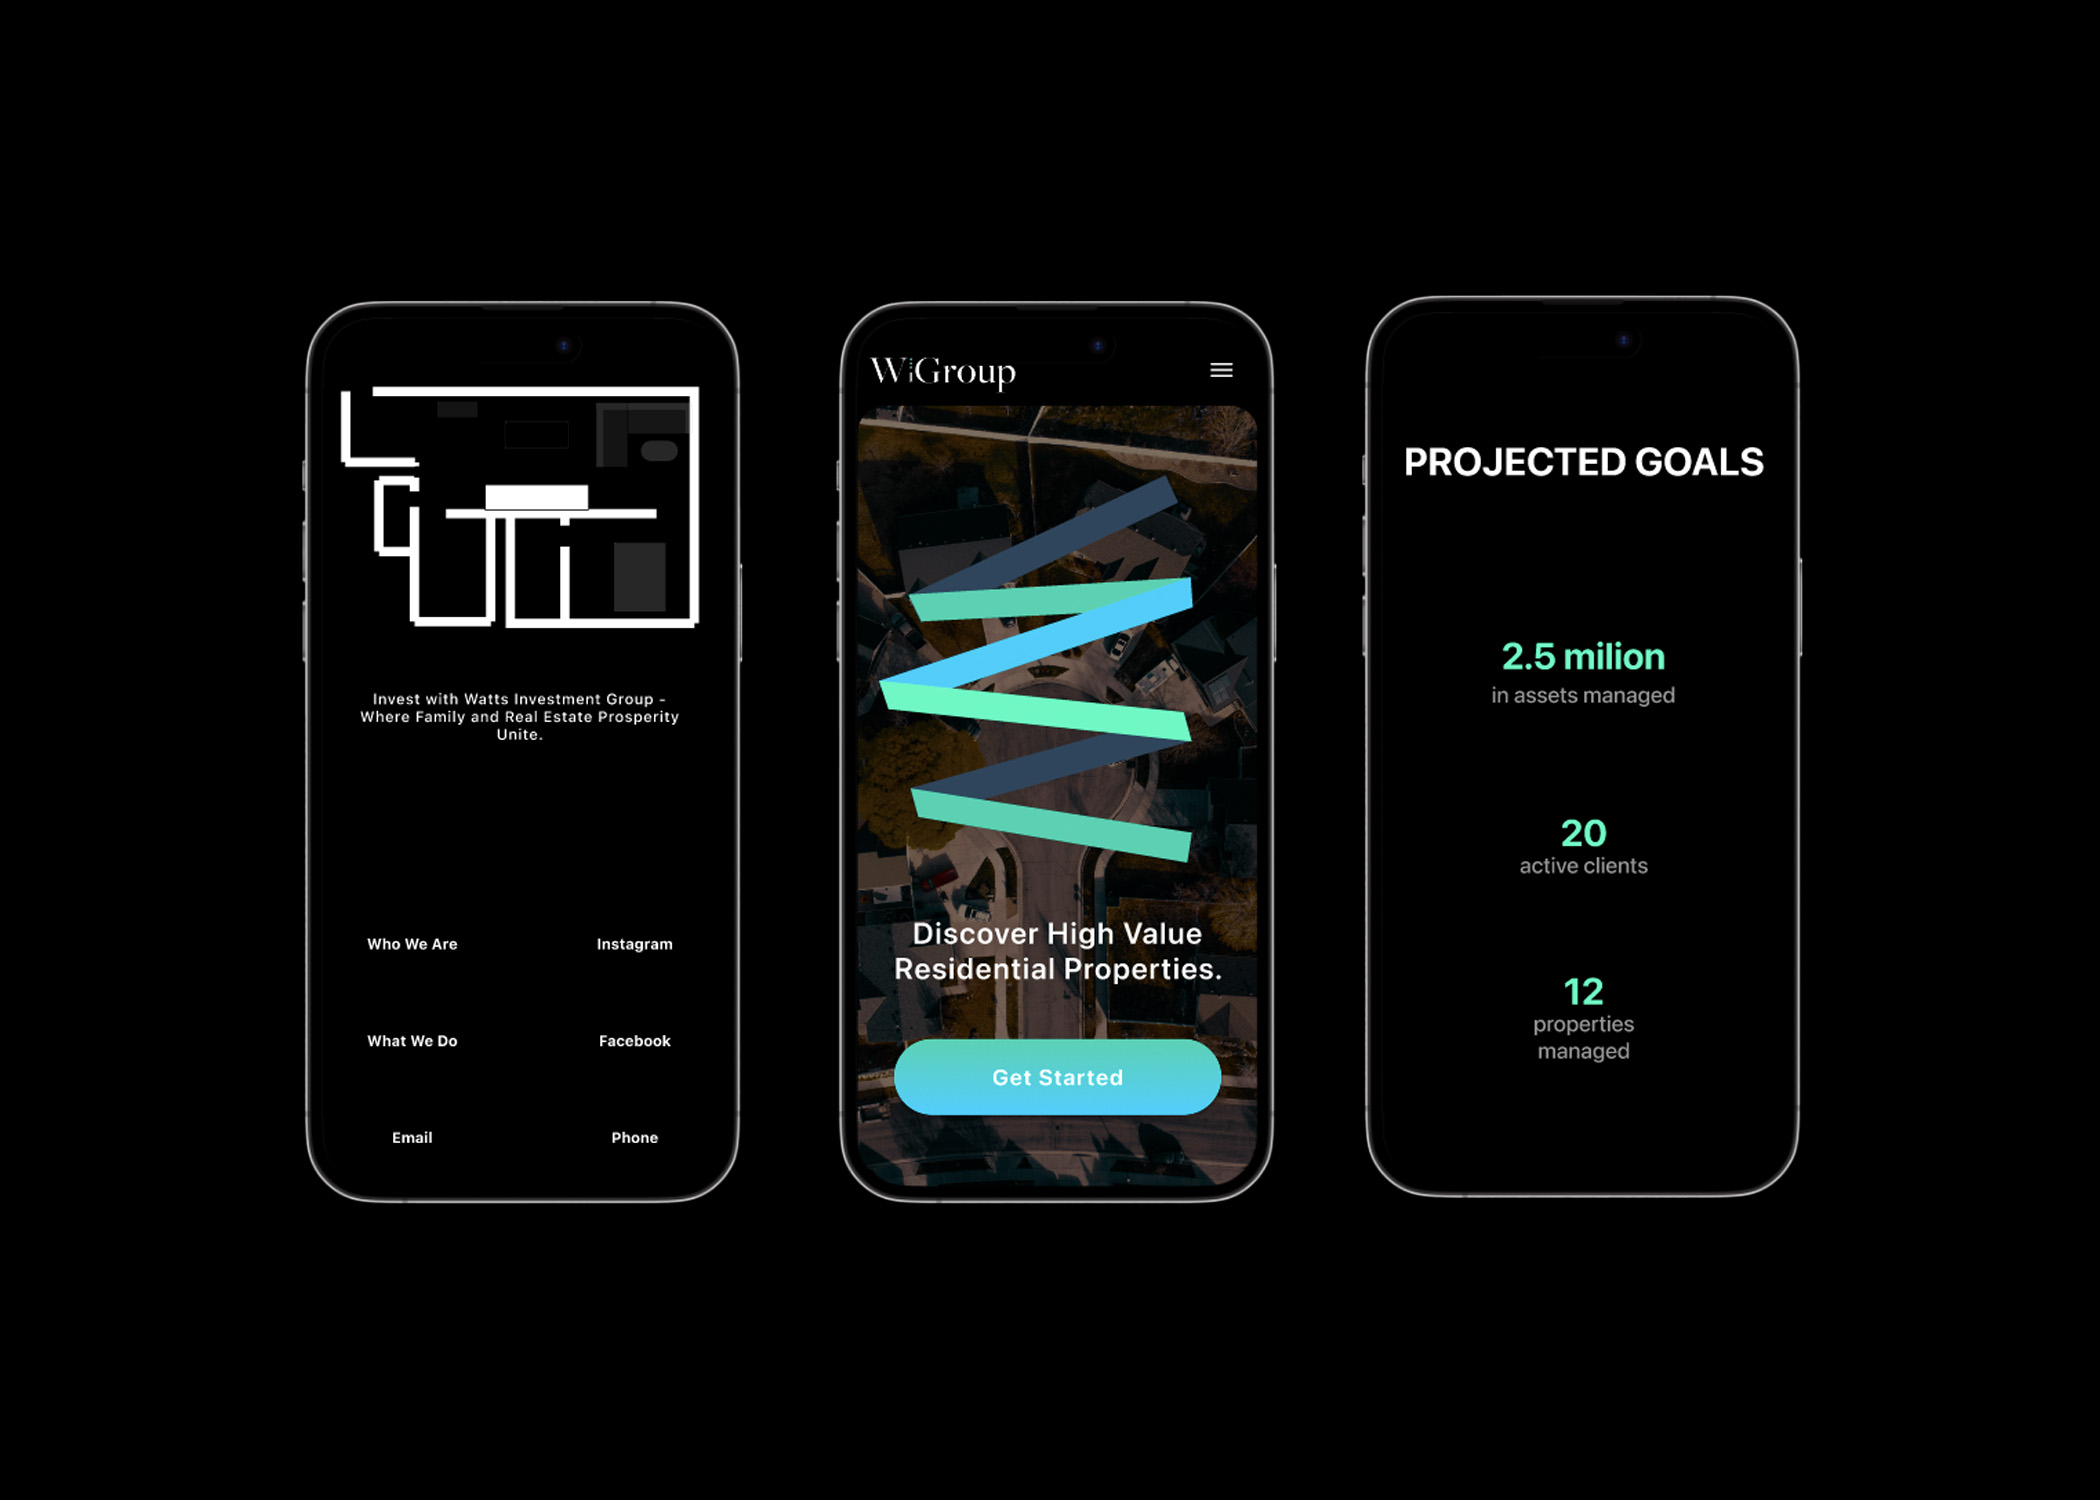 Invest with Watts Investment Group -
Where Family and Real Estate Prosperity
Unite.
Who We Are
Instagram
What We Do
Facebook
Email
Phone
WiGroup
Discover High Value
Residential Properties.
Get Started
PROJECTED GOALS
2.5 milion
in assets managed
20
active clients
12
properties
managed